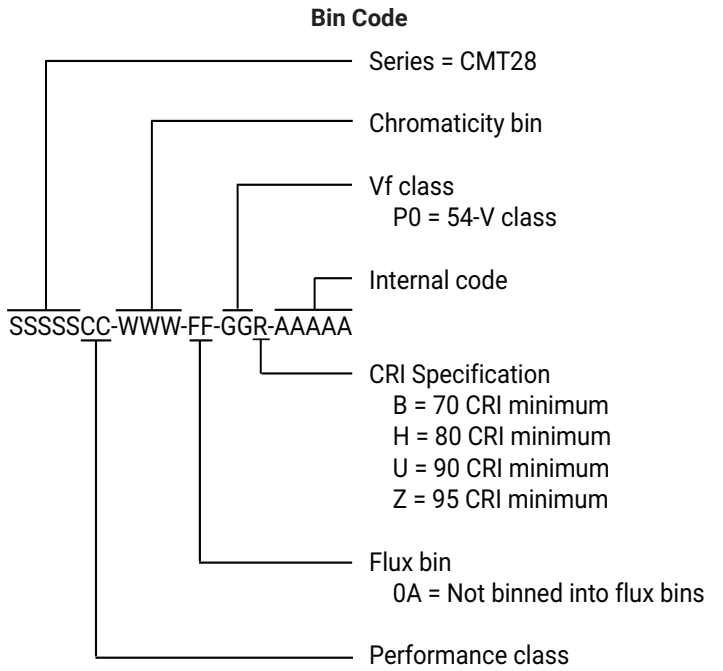 Bin Code
Series = CMT28
Chromaticity bin
Vf class
P0 = 54-V class
Internal code
SSSSSCC-WWW-FF-GGR-AAAAA
CRI Specification
B = 70 CRI minimum
H = 80 CRI minimum
U = 90 CRI minimum
Z = 95 CRI minimum
Flux bin
0A = Not binned into flux bins
Performance class